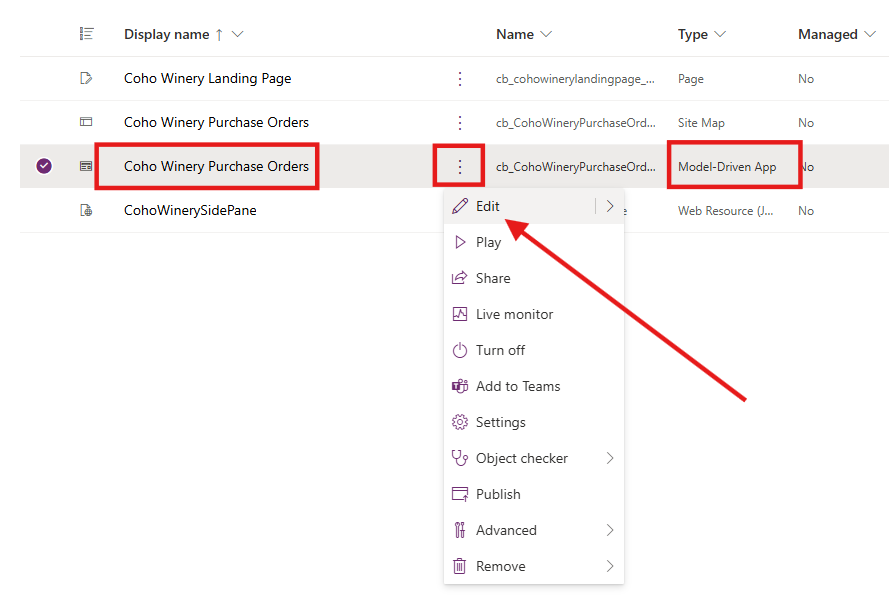 Display name ↑ Name Type Managed
Coho Winery Landing Page cb_cohowinerylandingpage_... Page No
Coho Winery Purchase Orders cb_CohoWineryPurchaseOrd... Site Map No
Coho Winery Purchase Orders cb_CohoWineryPurchaseOrd... Model-Driven App No
CohoWinerySidePane Web Resource (J... No
Edit
Play
Share
Live monitor
Turn off
Add to Teams
Settings
Object checker
Publish
Advanced
Remove